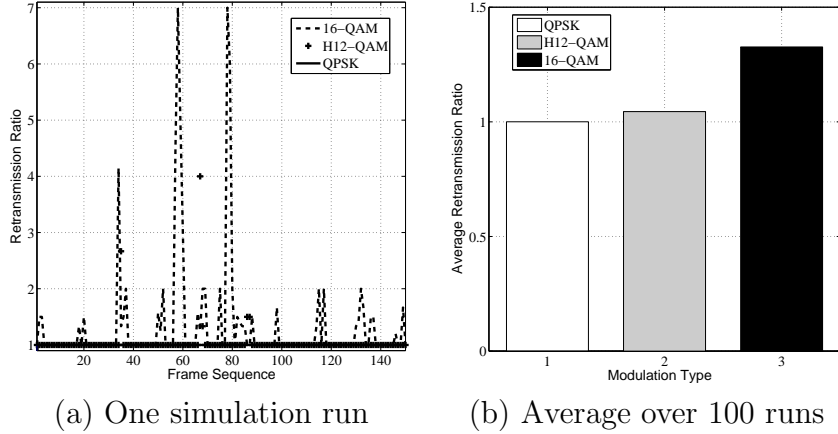 7
6
5
4
3
2
1
20
40
60
80
100
120
140
Retransmission Ratio
Frame Sequence
16-QAM
H12-QAM
QPSK
(a) One simulation run
1.5
1
0.5
0
1
2
3
Average Retransmission Ratio
Modulation Type
QPSK
H12-QAM
16-QAM
(b) Average over 100 runs